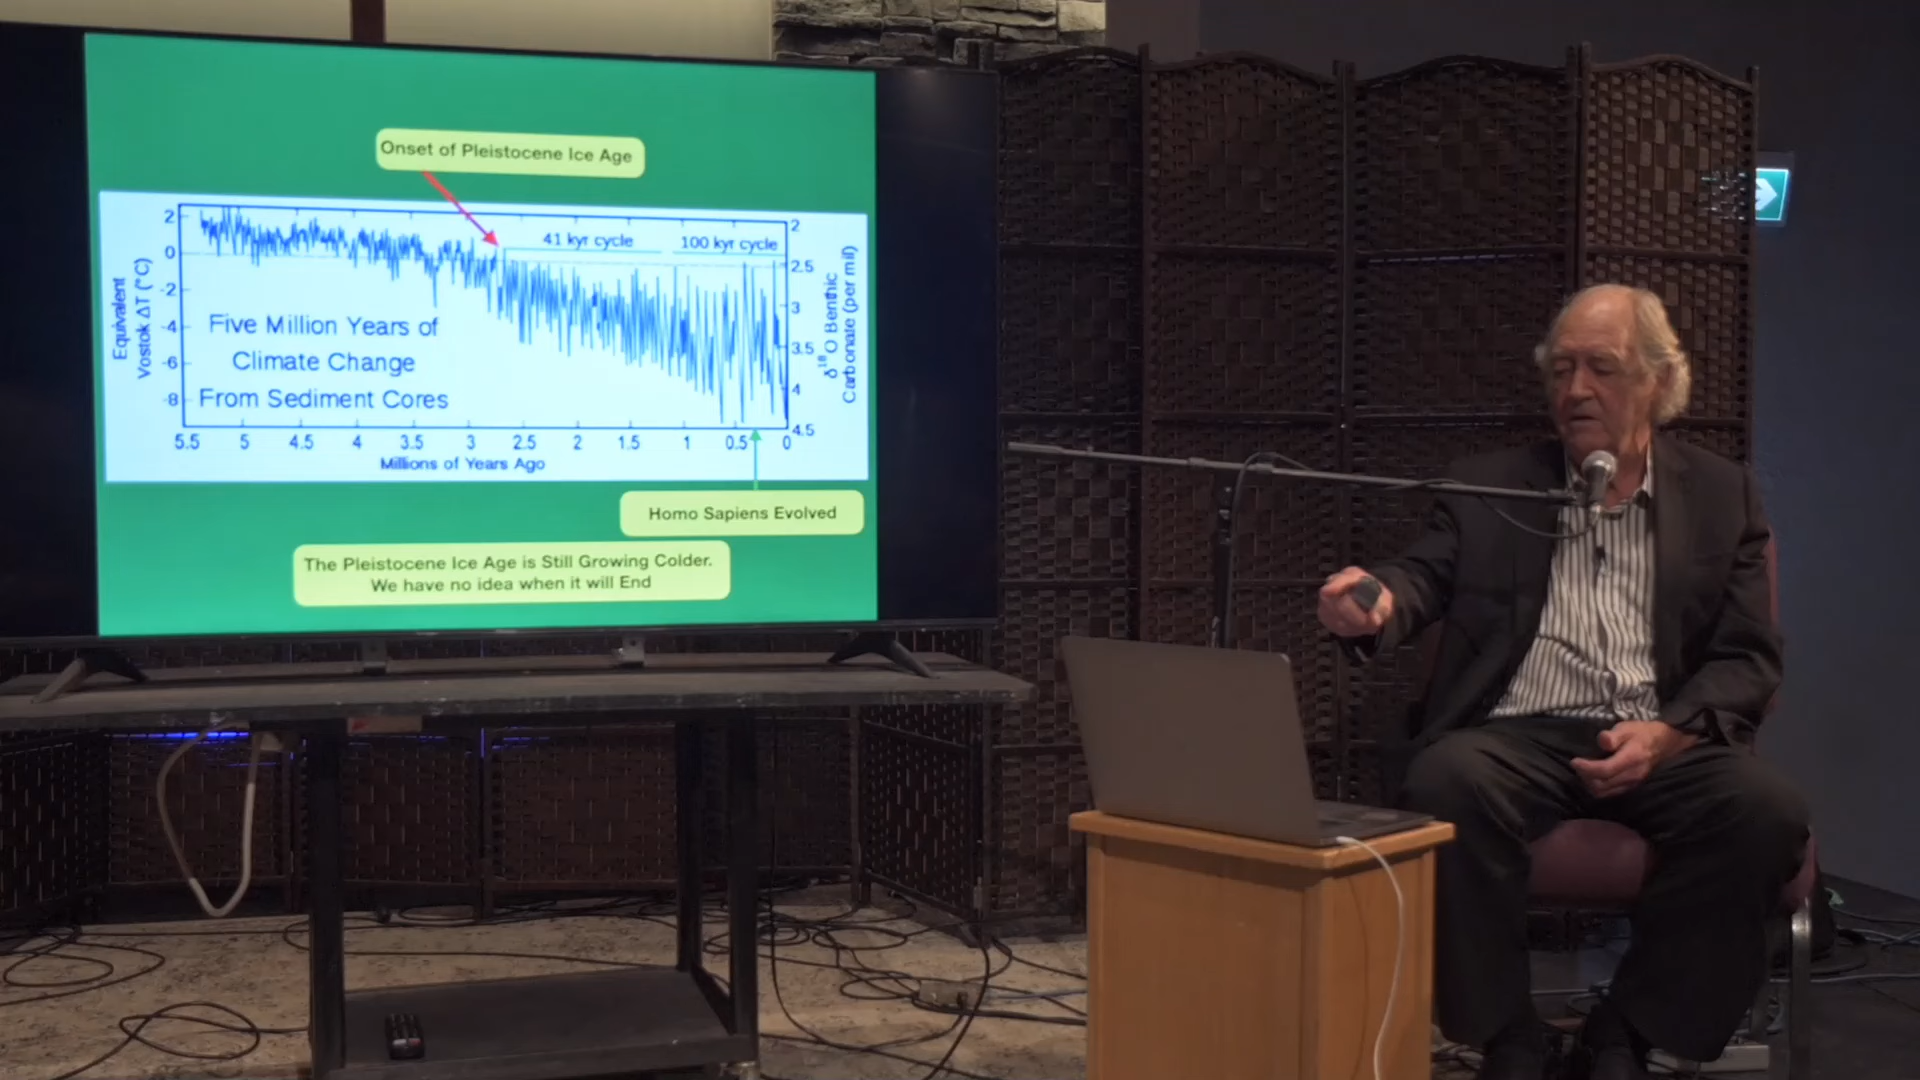 Onset of Pleistocene Ice Age
2
0
-2
-4
-6
-8
Equivalent
Vostok ΔT (°C)
41 kyr cycle
100 kyr cycle
Five Million Years of
Climate Change
From Sediment Cores
2
2.5
3
3.5
4
4.5
δ18 O Benthic
Carbonate (per mil)
5.5 5 4.5 4 3.5 3 2.5 2 1.5 1 0.5 0
Millions of Years Ago
Homo Sapiens Evolved
The Pleistocene Ice Age is Still Growing Colder.
We have no idea when it will End